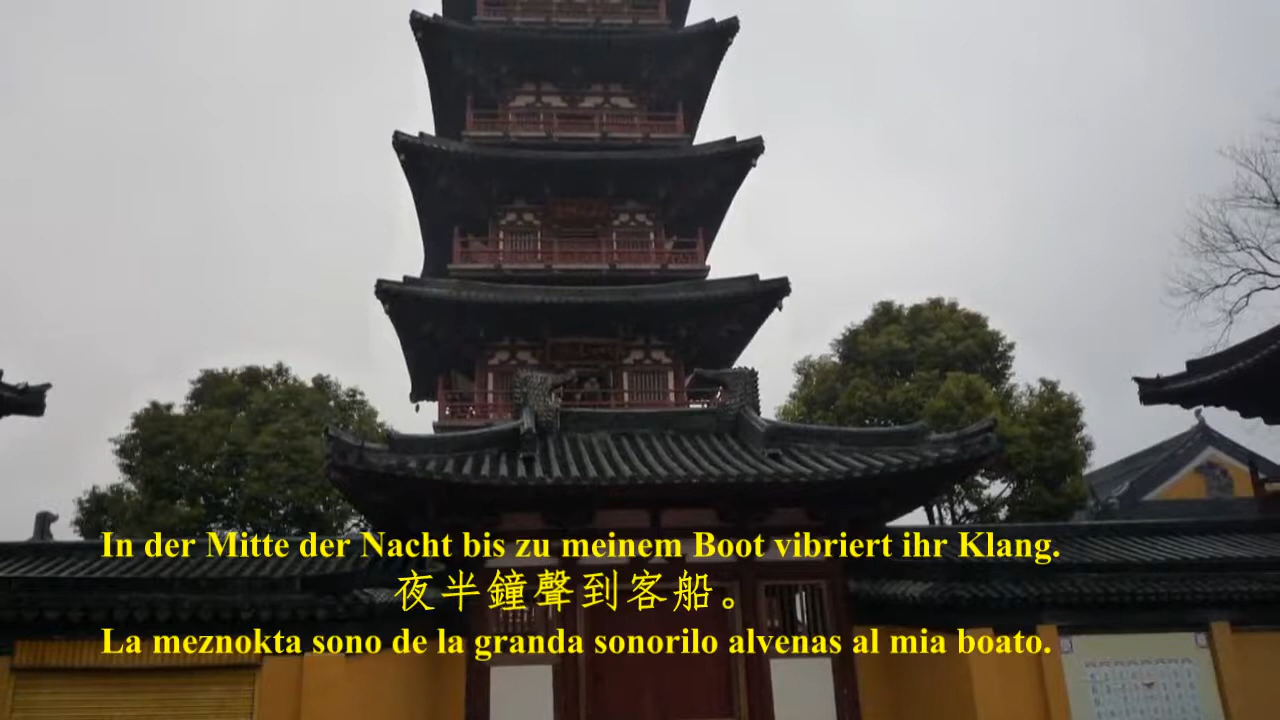 In der Mitte der Nacht bis zu meinem Boot vibriert ihr Klang.
夜半鐘聲到客船。
La meznokta sono de la granda sonorilo alvenas al mia boato.